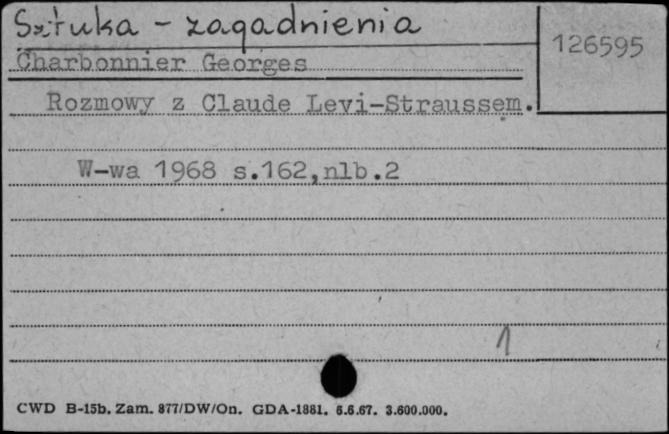 Sztuka - zagadnienia
126595
Charbonnier Georges
Rozmowy z Claude Levi-Straussem.
W-wa 1968 s.162,nlb.2
1
CWD B-15b. Zam. 877/DW/On. GDA-1881. 6.6.67. 3.600.000.